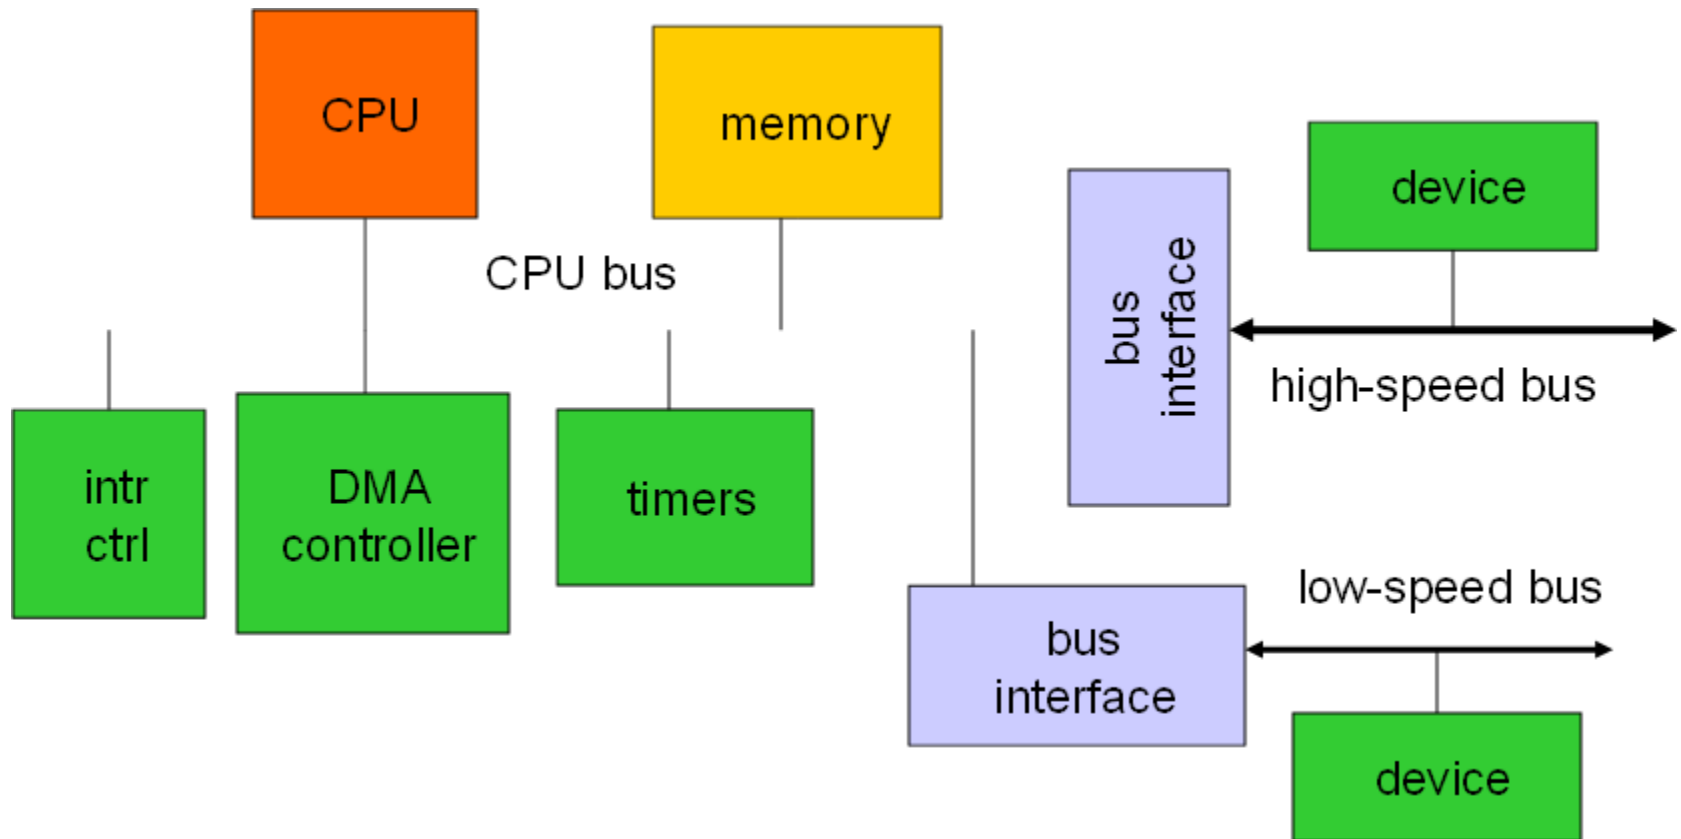 CPU
memory
device
CPU bus
bus
interface
high-speed bus
intr
ctrl
DMA
controller
timers
low-speed bus
bus
interface
device